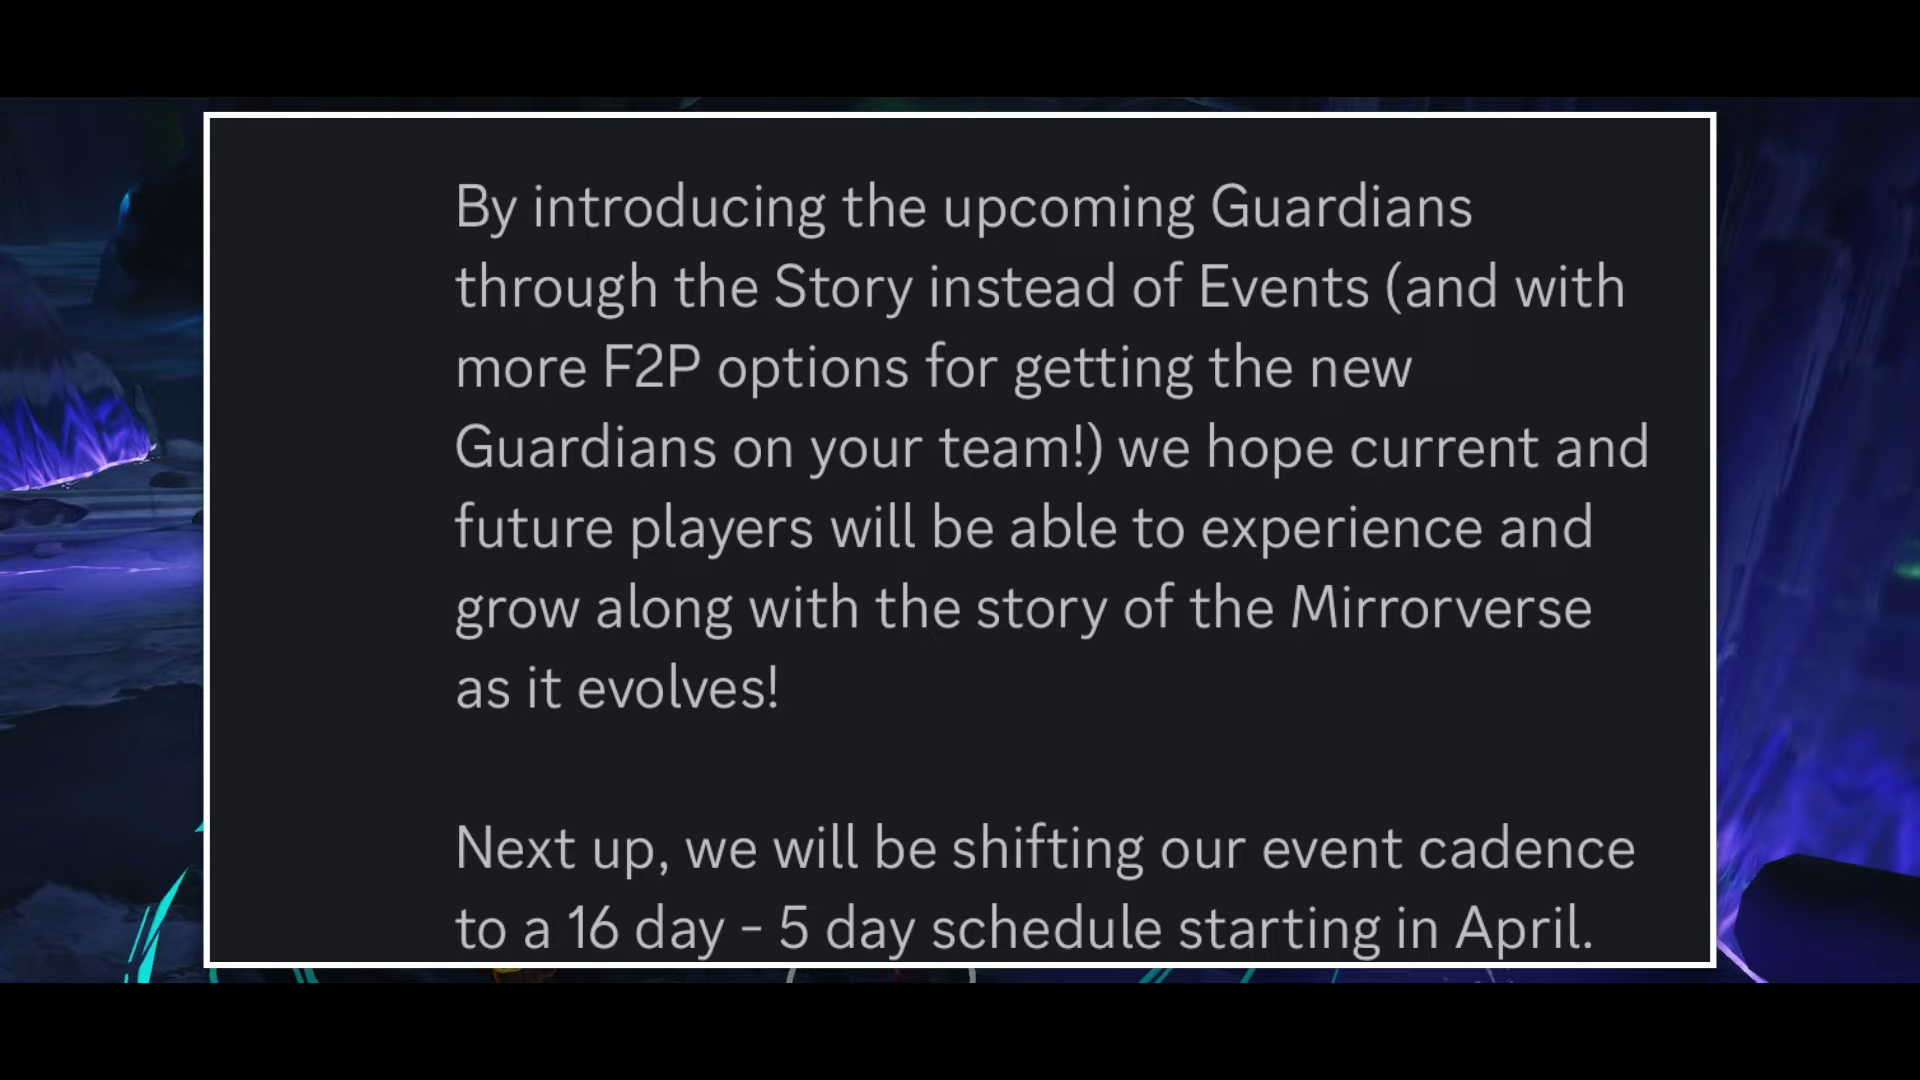 By introducing the upcoming Guardians
through the Story instead of Events (and with
more F2P options for getting the new
Guardians on your team!) we hope current and
future players will be able to experience and
grow along with the story of the Mirrorverse
as it evolves!
Next up, we will be shifting our event cadence
to a 16 day - 5 day schedule starting in April.